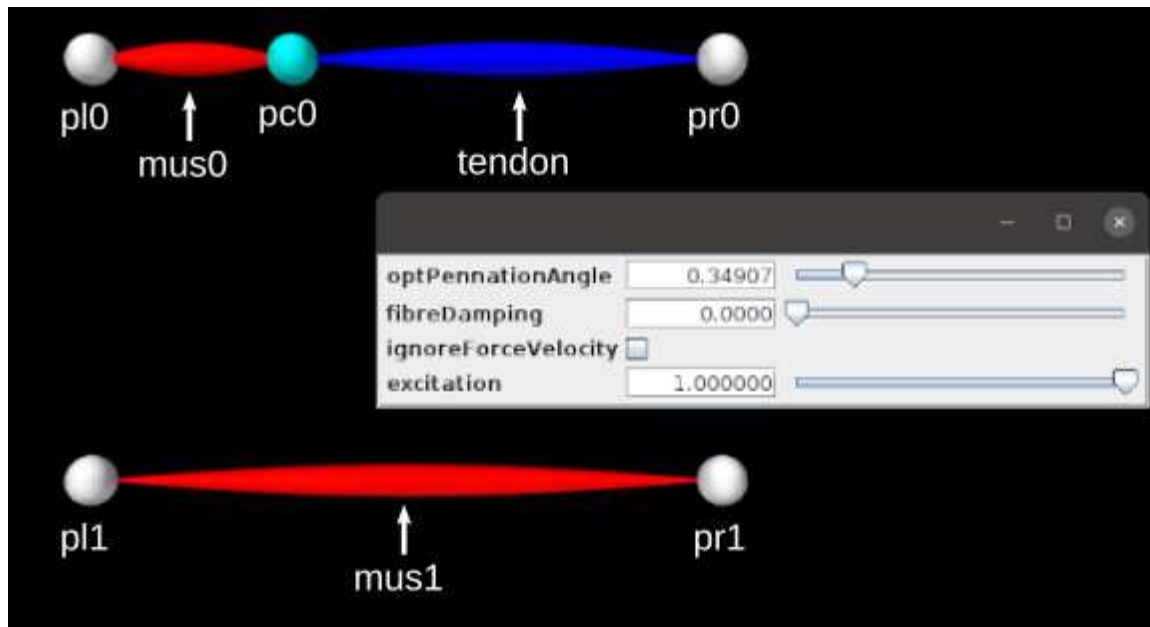 pl0
pc0
pr0
mus0
tendon
optPennationAngle 0.34907
fibreDamping 0.0000
ignoreForceVelocity
excitation 1.000000
pl1
pr1
mus1